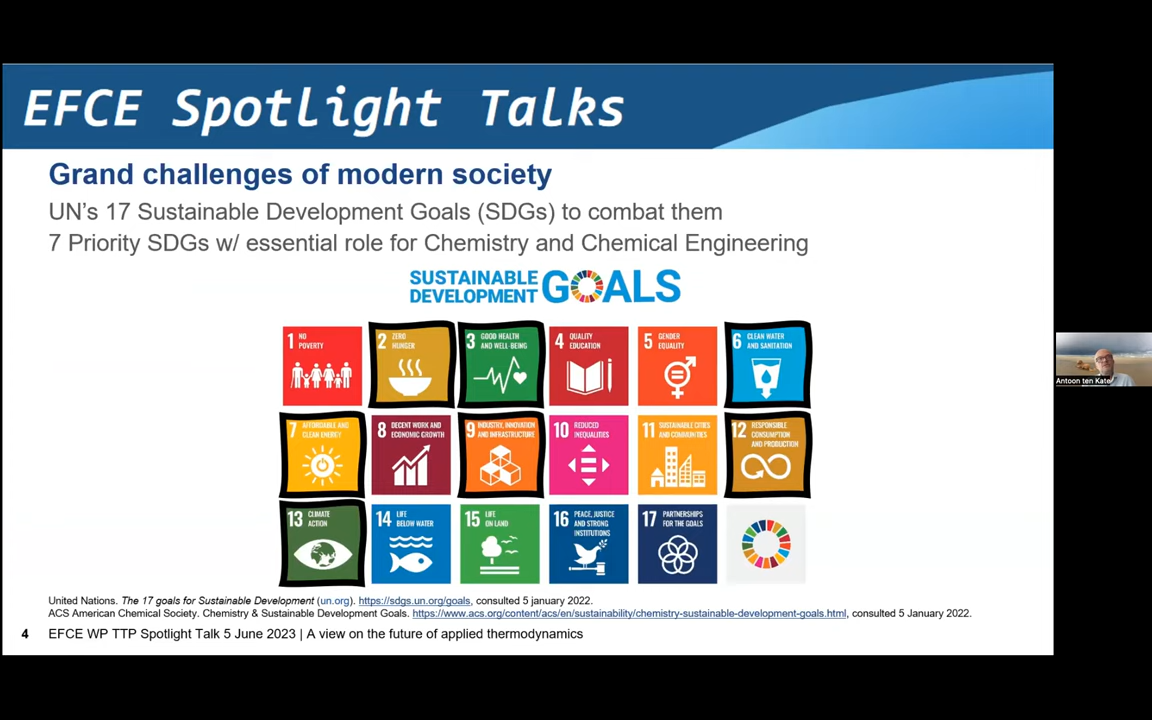 EFCE Spotlight Talks
Grand challenges of modern society
UN's 17 Sustainable Development Goals (SDGs) to combat them
7 Priority SDGs w/ essential role for Chemistry and Chemical Engineering
SUSTAINABLE
DEVELOPMENT
GOALS
1 NO
POVERTY
2 ZERO
HUNGER
3 GOOD HEALTH
AND WELL-BEING
4 QUALITY
EDUCATION
5 GENDER
EQUALITY
6 CLEAN WATER
AND SANITATION
7 AFFORDABLE AND
CLEAN ENERGY
8 DECENT WORK AND
ECONOMIC GROWTH
9 INDUSTRY, INNOVATION
AND INFRASTRUCTURE
10 REDUCED
INEQUALITIES
11 SUSTAINABLE CITIES
AND COMMUNITIES
12 RESPONSIBLE
CONSUMPTION
AND PRODUCTION
13 CLIMATE
ACTION
14 LIFE
BELOW WATER
15 LIFE
ON LAND
16 PEACE, JUSTICE
AND STRONG
INSTITUTIONS
17 PARTNERSHIPS
FOR THE GOALS
Antoon ten Kate
United Nations. The 17 goals for Sustainable Development (un.org). https://sdgs.un.org/goals, consulted 5 january 2022.
ACS American Chemical Society. Chemistry & Sustainable Development Goals. https://www.acs.org/content/acs/en/sustainability/chemistry-sustainable-development-goals.html, consulted 5 January 2022.
4 EFCE WP TTP Spotlight Talk 5 June 2023 | A view on the future of applied thermodynamics